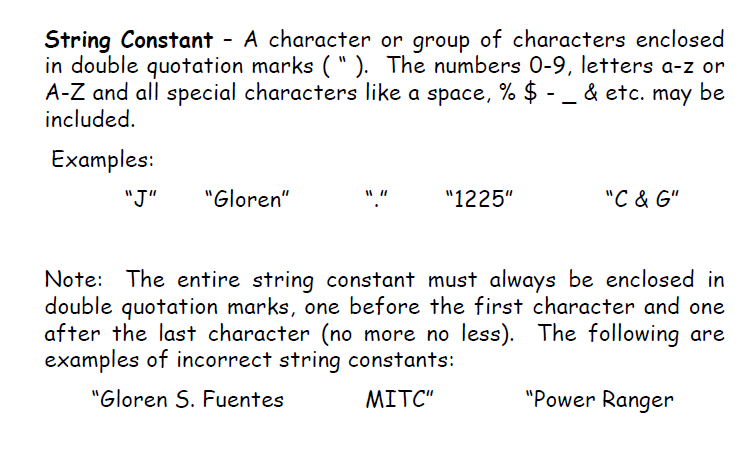 String Constant - A character or group of characters enclosed
in double quotation marks ( “ ). The numbers 0-9, letters a-z or
A-Z and all special characters like a space, % $ - _ & etc. may be
included.
Examples:
“J” “Gloren” “.” “1225” “C & G”
Note: The entire string constant must always be enclosed in
double quotation marks, one before the first character and one
after the last character (no more no less). The following are
examples of incorrect string constants:
“Gloren S. Fuentes MITC” “Power Ranger